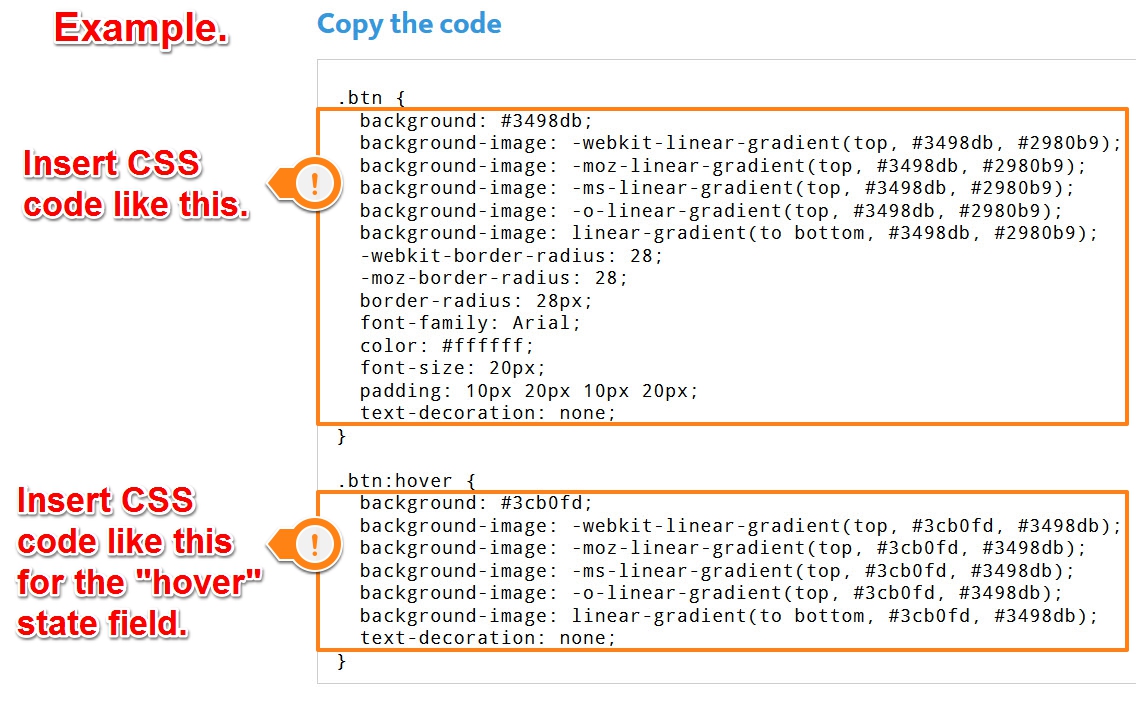 Example.
Copy the code
.btn {
background: #3498db;
background-image: -webkit-linear-gradient(top, #3498db, #2980b9);
background-image: -moz-linear-gradient(top, #3498db, #2980b9);
background-image: -ms-linear-gradient(top, #3498db, #2980b9);
background-image: -o-linear-gradient(top, #3498db, #2980b9);
background-image: linear-gradient(to bottom, #3498db, #2980b9);
-webkit-border-radius: 28;
-moz-border-radius: 28;
border-radius: 28px;
font-family: Arial;
color: #ffffff;
font-size: 20px;
padding: 10px 20px 10px 20px;
text-decoration: none;
}
Insert CSS
code like this.
!
.btn:hover {
background: #3cb0fd;
background-image: -webkit-linear-gradient(top, #3cb0fd, #3498db);
background-image: -moz-linear-gradient(top, #3cb0fd, #3498db);
background-image: -ms-linear-gradient(top, #3cb0fd, #3498db);
background-image: -o-linear-gradient(top, #3cb0fd, #3498db);
background-image: linear-gradient(to bottom, #3cb0fd, #3498db);
text-decoration: none;
}
Insert CSS
code like this
for the "hover"
state field.
!